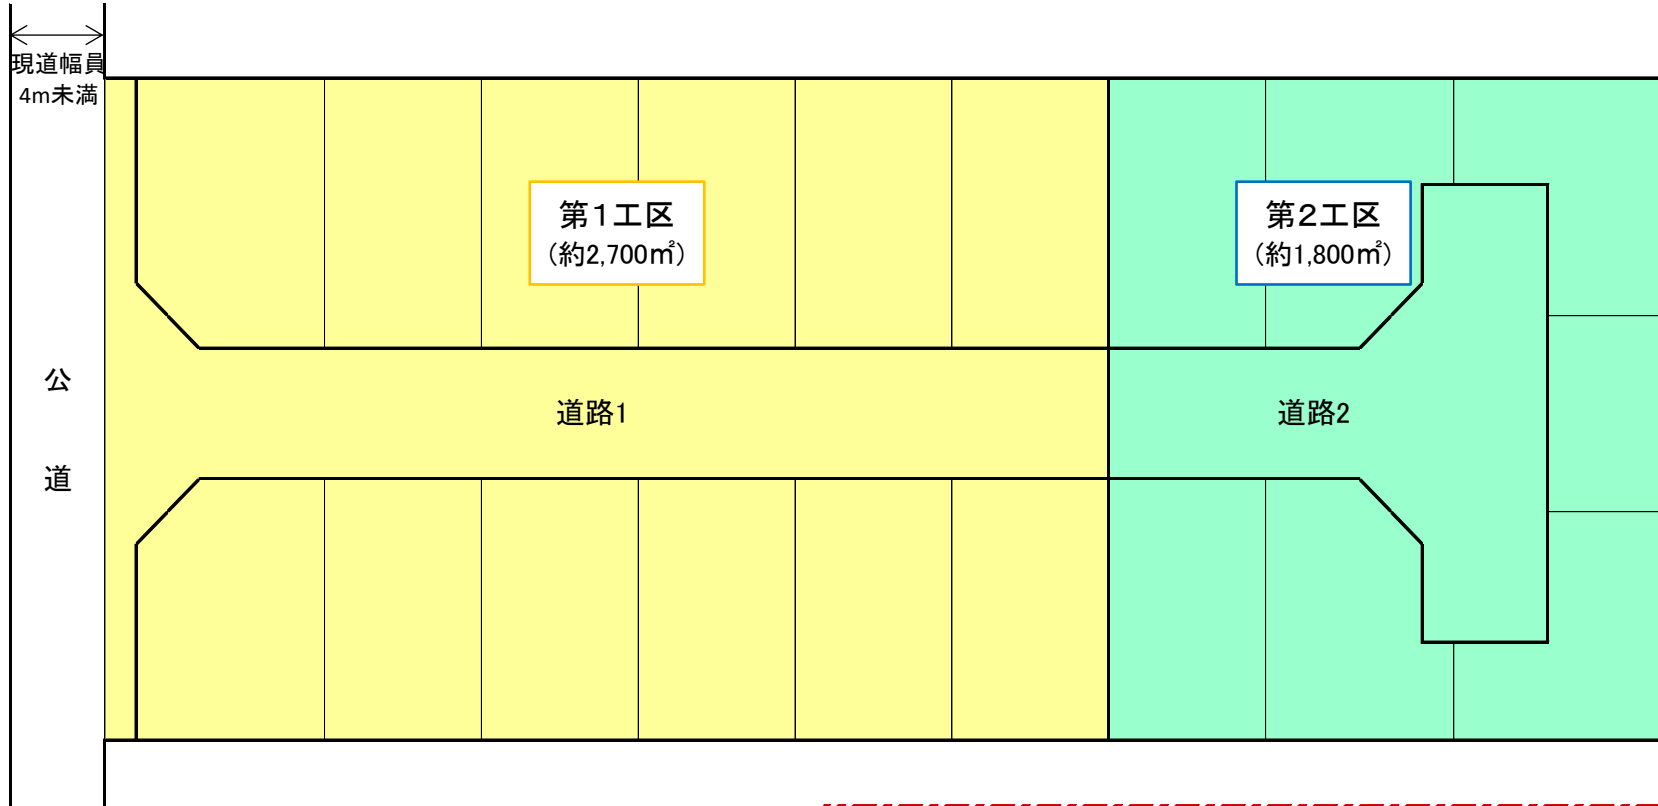 現道幅員
4m未満
第1工区
（約2,700㎡）
第2工区
（約1,800㎡）
公
道
道路1
道路2